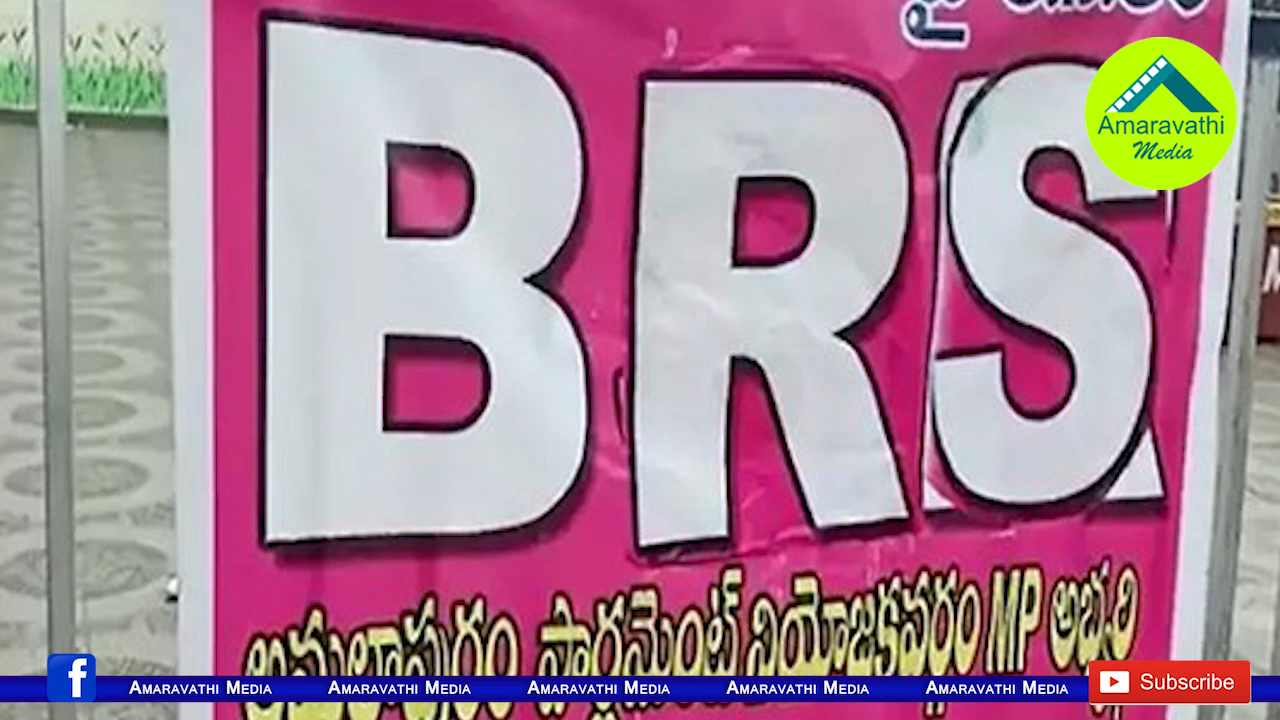 BRS
Amaravathi
Media
అమలాపురం పార్లమెంట్ నియోజకవర్గం MP అభ్యర్థి
f AMARAVATHI MEDIA AMARAVATHI MEDIA AMARAVATHI MEDIA AMARAVATHI MEDIA AMARAVATHI MEDIA Subscribe